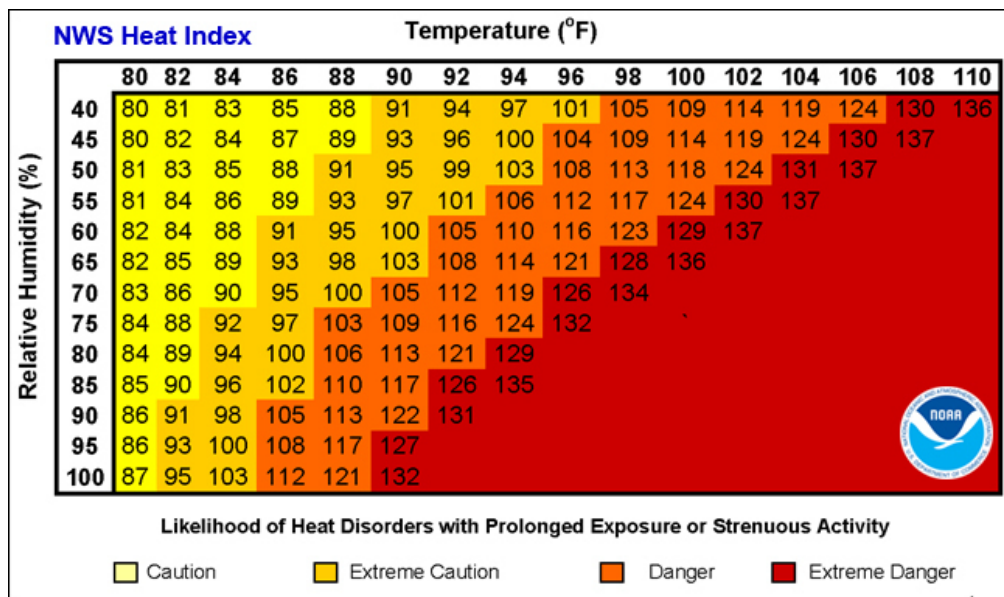 NWS Heat Index Temperature (°F)
80 82 84 86 88 90 92 94 96 98 100 102 104 106 108 110
Relative Humidity (%)
40 80 81 83 85 88 91 94 97 101 105 109 114 119 124 130 136
45 80 82 84 87 89 93 96 100 104 109 114 119 124 130 137
50 81 83 85 88 91 95 99 103 108 113 118 124 131 137
55 81 84 86 89 93 97 101 106 112 117 124 130 137
60 82 84 88 91 95 100 105 110 116 123 129 137
65 82 85 89 93 98 103 108 114 121 128 136
70 83 86 90 95 100 105 112 119 126 134
75 84 88 92 97 103 109 116 124 132
80 84 89 94 100 106 113 121 129
85 85 90 96 102 110 117 126 135
90 86 91 98 105 113 122 131
95 86 93 100 108 117 127
100 87 95 103 112 121 132
NOAA
Likelihood of Heat Disorders with Prolonged Exposure or Strenuous Activity
Caution Extreme Caution Danger Extreme Danger